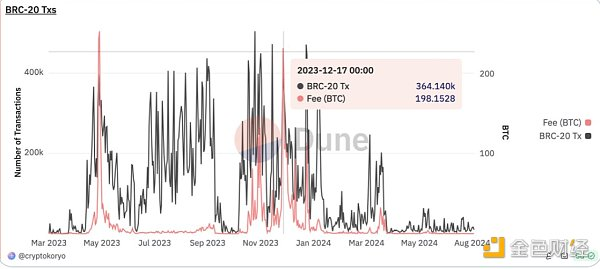 BRC-20 Txs
2023-12-17 00:00
BRC-20 Tx 364.140k
Fee (BTC) 198.1528
400k
200k
200
100
Number of Transactions
BTC
Fee (BTC)
BRC-20 Tx
Dune
Mar 2023 May 2023 Jul 2023 Sep 2023 Nov 2023 Jan 2024 Mar 2024 May 2024 Aug 2024
@cryptokoryo
金色财经